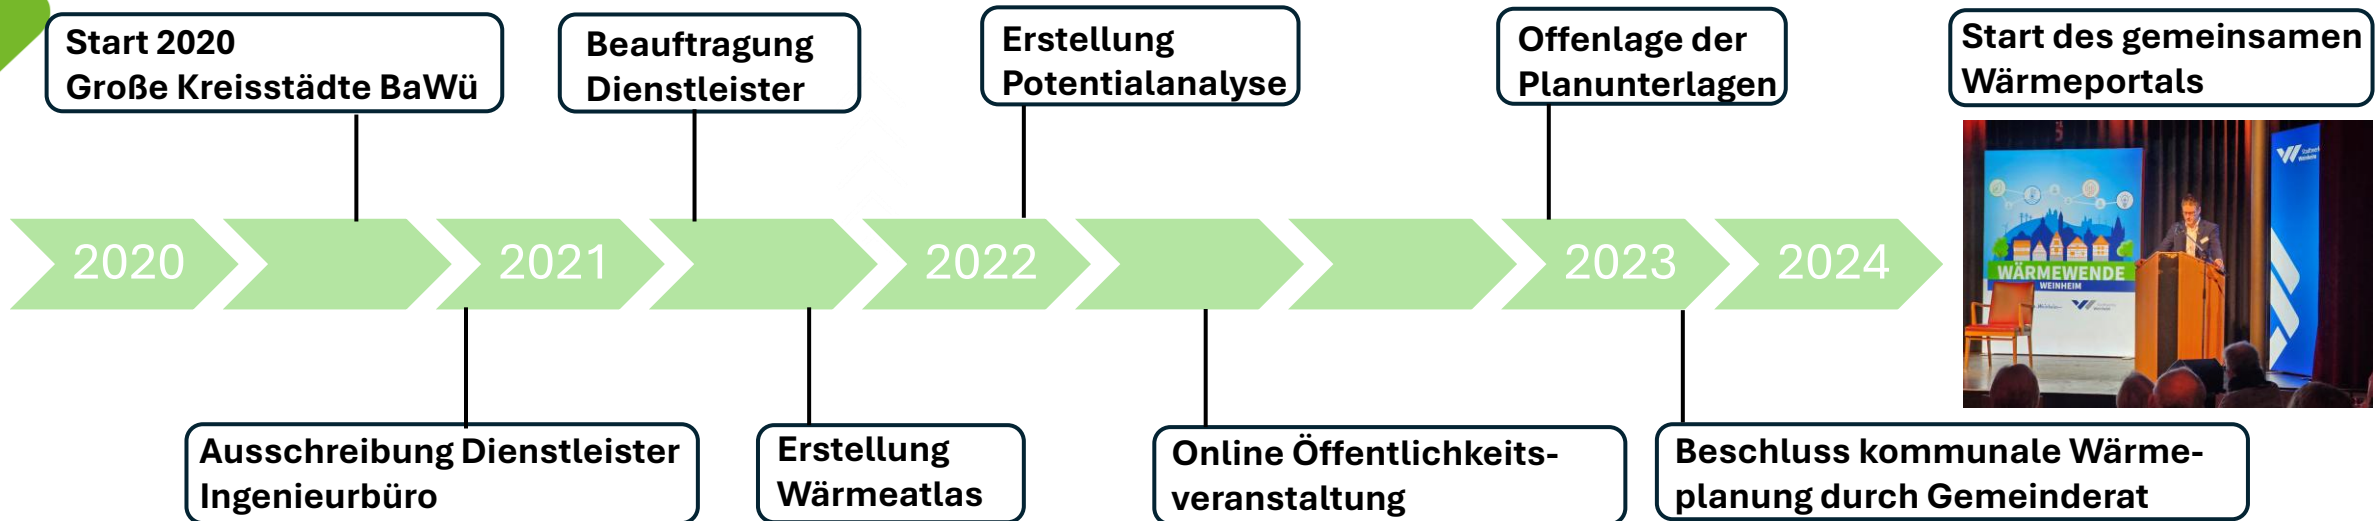 Start 2020
Große Kreisstädte BaWü
Beauftragung
Dienstleister
Erstellung
Potentialanalyse
Offenlage der
Planunterlagen
Start des gemeinsamen
Wärmeportals
2020
2021
2022
2023
2024
WÄRMEWENDE
WEINHEIM
Ausschreibung Dienstleister
Ingenieurbüro
Erstellung
Wärmeatlas
Online Öffentlichkeits-
veranstaltung
Beschluss kommunale Wärme-
planung durch Gemeinderat